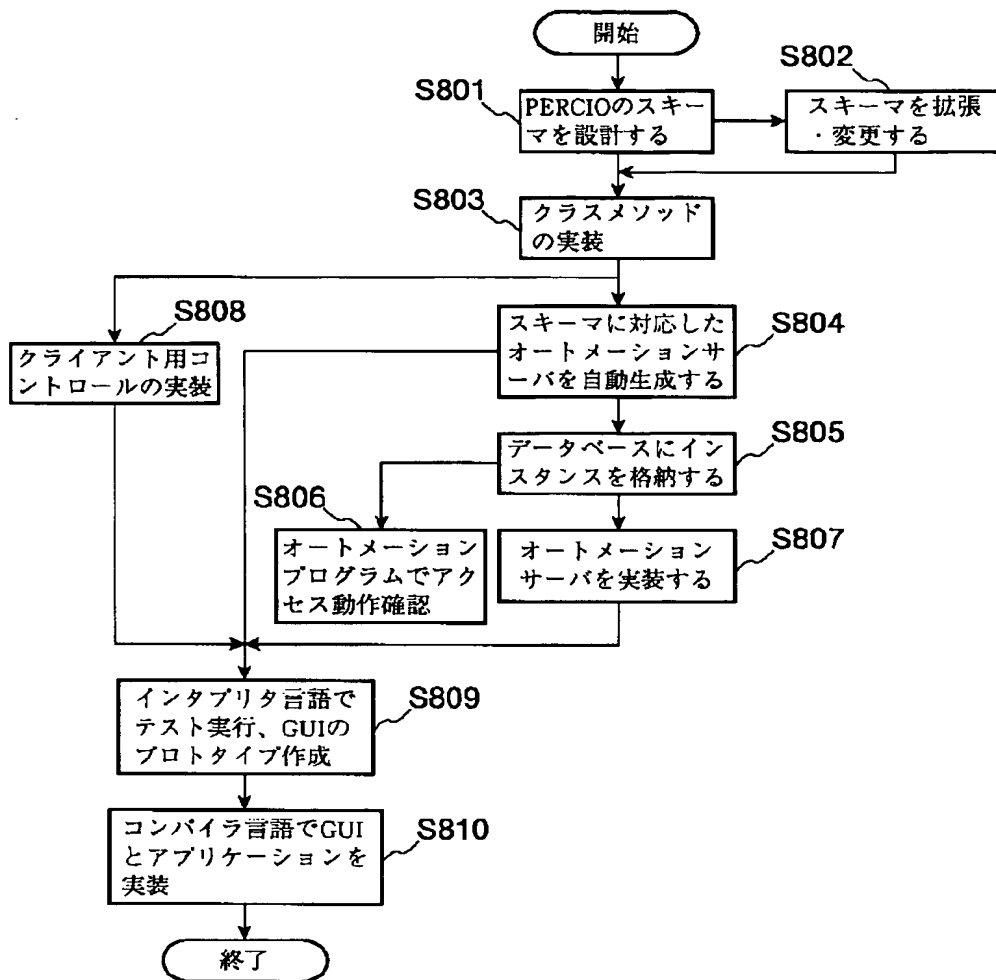 開始
S801
PERCIOのスキー
マを設計する
S802
スキーマを拡張
・変更する
S803
クラスメソッド
の実装
S808
クライアント用コ
ントロールの実装
S804
スキーマに対応した
オートメーションサ
ーバを自動生成する
S805
データベースにイン
スタンスを格納する
S806
オートメーション
プログラムでアク
セス動作確認
S807
オートメーション
サーバを実装する
S809
インタプリタ言語で
テスト実行、GUIの
プロトタイプ作成
S810
コンパイラ言語でGUI
とアプリケーションを
実装
終了